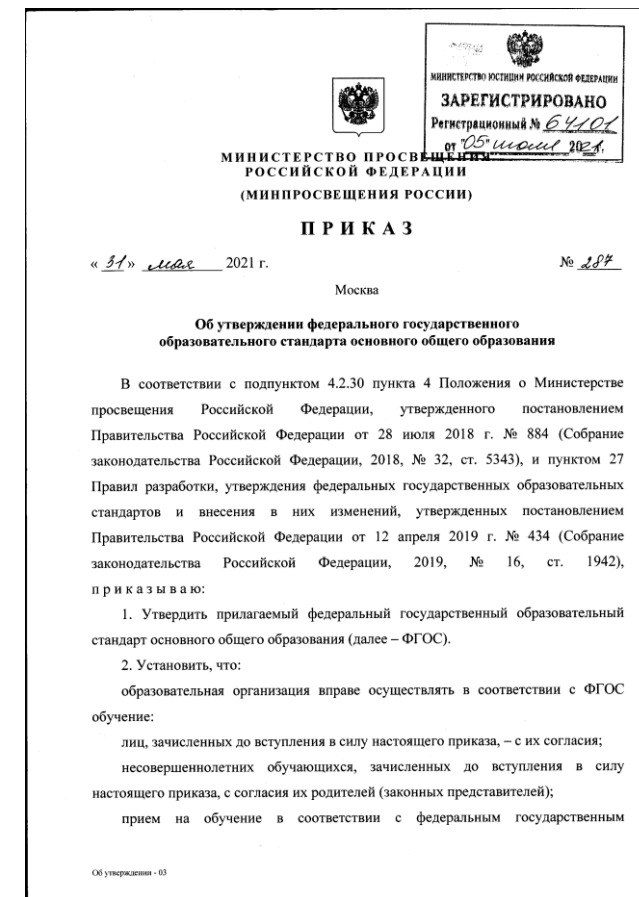 МИНИСТЕРСТВО ЮСТИЦИИ РОССИЙСКОЙ ФЕДЕРАЦИИ
ЗАРЕГИСТРИРОВАНО
Регистрационный № 64101
от "05" июля 2021.
МИНИСТЕРСТВО ПРОСВЕЩЕНИЯ
РОССИЙСКОЙ ФЕДЕРАЦИИ
(МИНПРОСВЕЩЕНИЯ РОССИИ)
ПРИКАЗ
« 31 » мая 2021 г. № 287
Москва
Об утверждении федерального государственного
образовательного стандарта основного общего образования
В соответствии с подпунктом 4.2.30 пункта 4 Положения о Министерстве
просвещения Российской Федерации, утвержденного постановлением
Правительства Российской Федерации от 28 июля 2018 г. № 884 (Собрание
законодательства Российской Федерации, 2018, № 32, ст. 5343), и пунктом 27
Правил разработки, утверждения федеральных государственных образовательных
стандартов и внесения в них изменений, утвержденных постановлением
Правительства Российской Федерации от 12 апреля 2019 г. № 434 (Собрание
законодательства Российской Федерации, 2019, № 16, ст. 1942),
п р и к а з ы в а ю:
1. Утвердить прилагаемый федеральный государственный образовательный
стандарт основного общего образования (далее – ФГОС).
2. Установить, что:
образовательная организация вправе осуществлять в соответствии с ФГОС
обучение:
лиц, зачисленных до вступления в силу настоящего приказа, – с их согласия;
несовершеннолетних обучающихся, зачисленных до вступления в силу
настоящего приказа, с согласия их родителей (законных представителей);
прием на обучение в соответствии с федеральным государственным
Об утверждении - 03